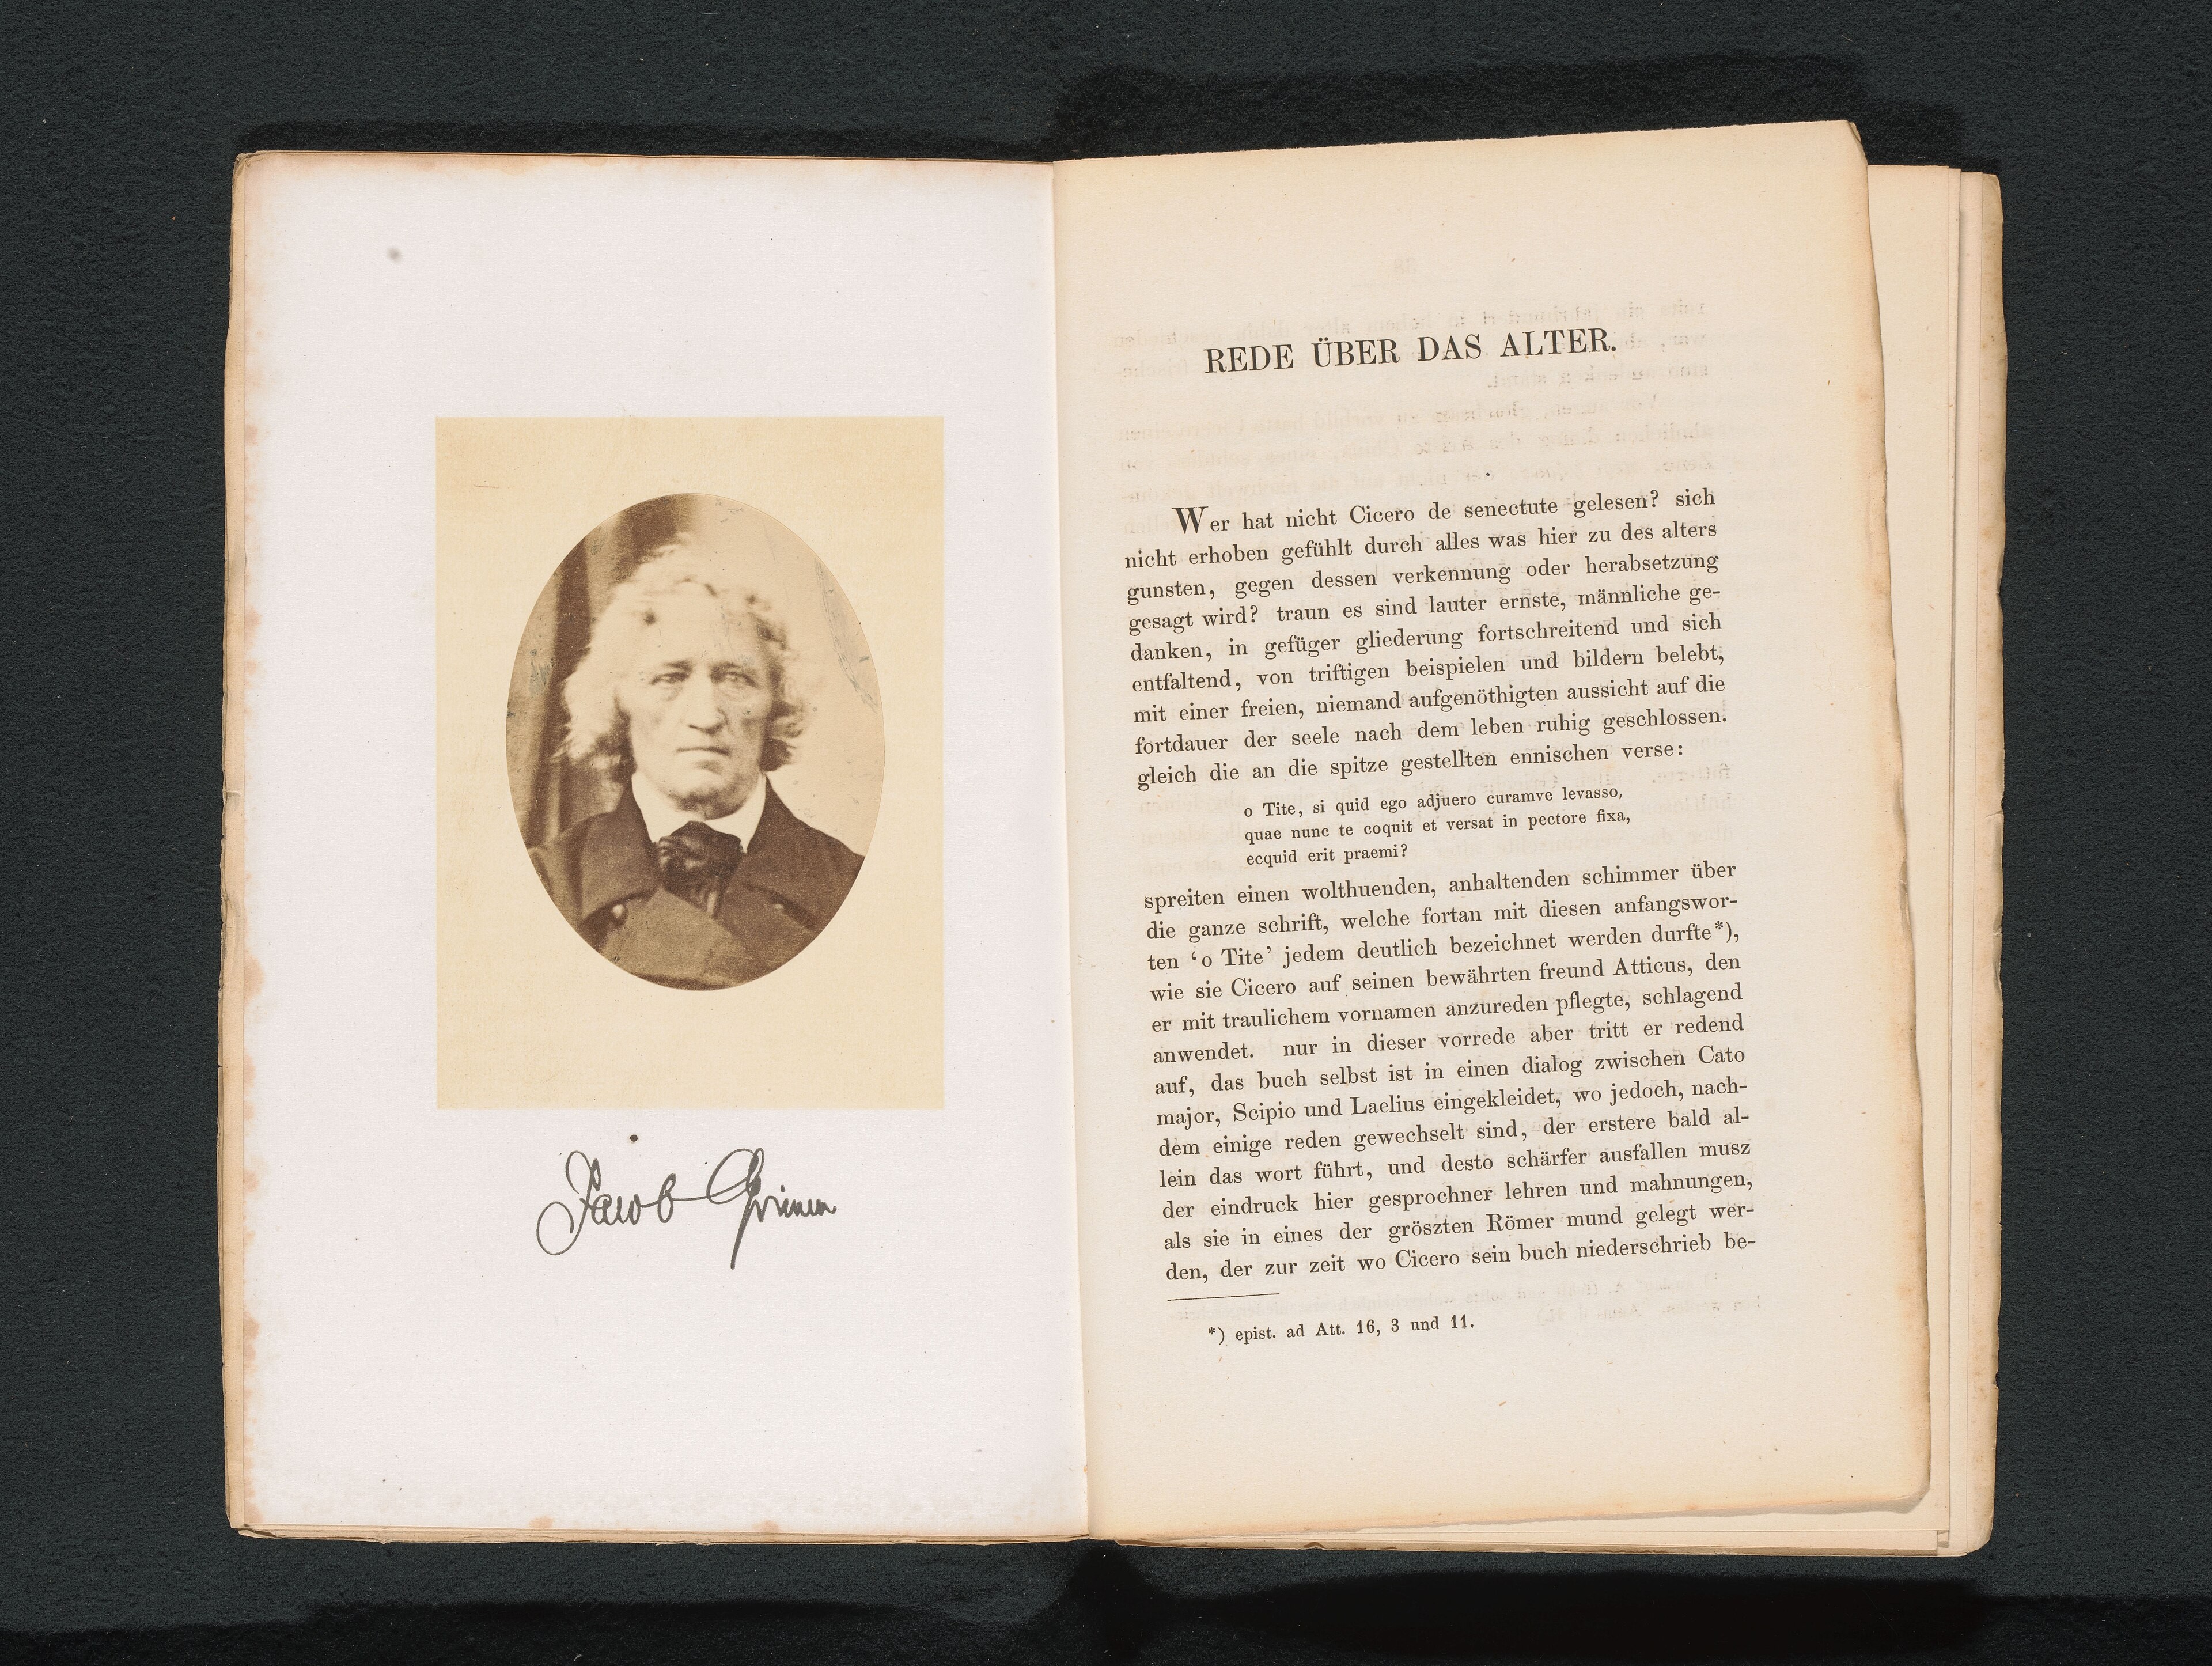 Jacob Grimm
REDE ÜBER DAS ALTER.
Wer hat nicht Cicero de senectute gelesen? sich
nicht erhoben gefühlt durch alles was hier zu des alters
gunsten, gegen dessen verkennung oder herabsetzung
gesagt wird? traun es sind lauter ernste, männliche ge-
danken, in gefüger gliederung fortschreitend und sich
entfaltend, von triftigen beispielen und bildern belebt,
mit einer freien, niemand aufgenöthigten aussicht auf die
fortdauer der seele nach dem leben ruhig geschlossen.
gleich die an die spitze gestellten ennischen verse:
o Tite, si quid ego adjuero curamve levasso,
quae nunc te coquit et versat in pectore fixa,
ecquid erit praemi?
spreiten einen wolthuenden, anhaltenden schimmer über
die ganze schrift, welche fortan mit diesen anfangswor-
ten ‘o Tite’ jedem deutlich bezeichnet werden durfte*),
wie sie Cicero auf seinen bewährten freund Atticus, den
er mit traulichem vornamen anzureden pflegte, schlagend
anwendet. nur in dieser vorrede aber tritt er redend
auf, das buch selbst ist in einen dialog zwischen Cato
major, Scipio und Laelius eingekleidet, wo jedoch, nach-
dem einige reden gewechselt sind, der erstere bald al-
lein das wort führt, und desto schärfer ausfallen musz
der eindruck hier gesprochner lehren und mahnungen,
als sie in eines der gröszten Römer mund gelegt wer-
den, der zur zeit wo Cicero sein buch niederschrieb be-
*) epist. ad Att. 16, 3 und 11.